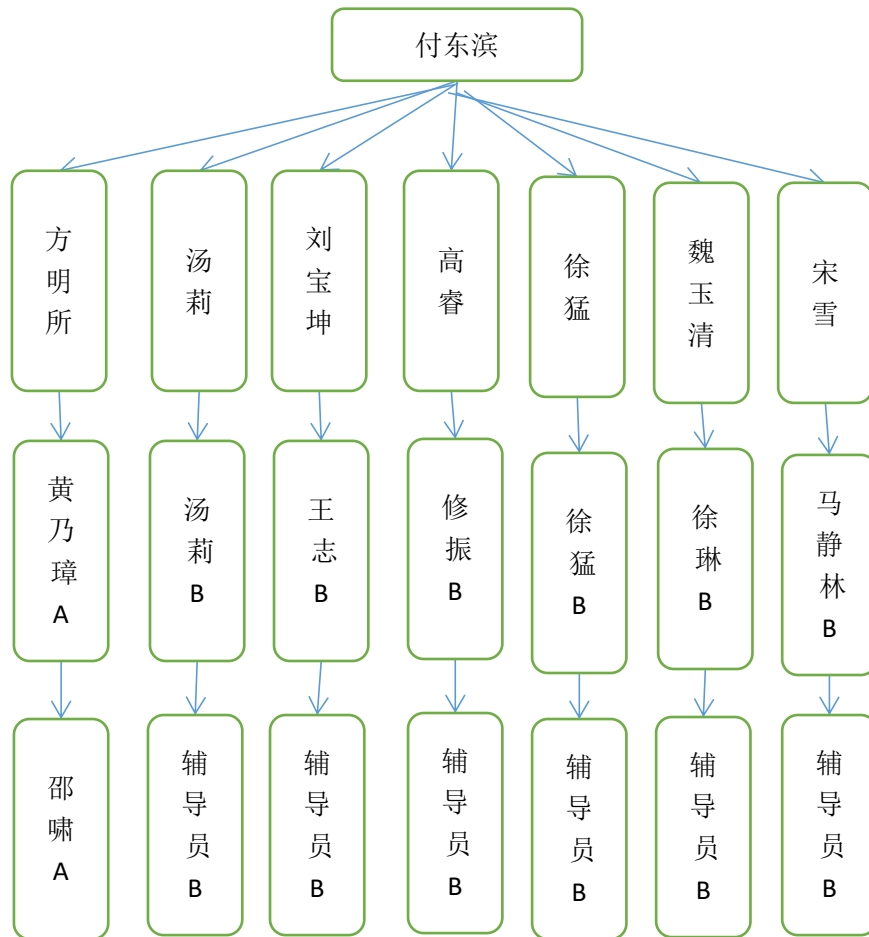 付东滨
方明所
汤莉
刘宝坤
高睿
徐猛
魏玉清
宋雪
黄乃璋A
汤莉B
王志B
修振B
徐猛B
徐琳B
马静林B
邵啸A
辅导员B
辅导员B
辅导员B
辅导员B
辅导员B
辅导员B